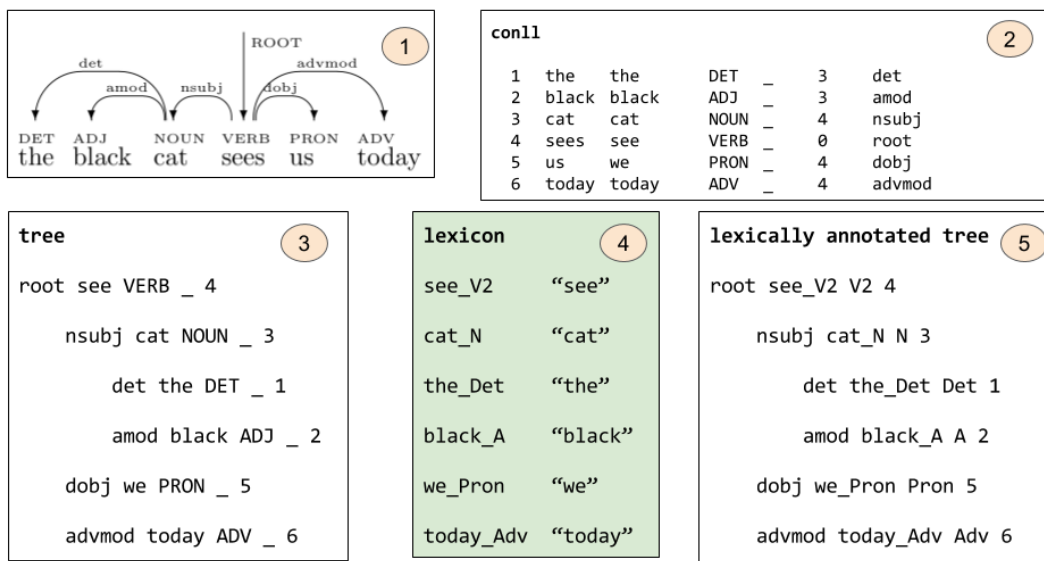 1
ROOT
det
advmod
amod
nsubj
dobj
DET ADJ NOUN VERB PRON ADV
the black cat sees us today
conll
2
1 the the DET _ 3 det
2 black black ADJ _ 3 amod
3 cat cat NOUN _ 4 nsubj
4 sees see VERB _ 0 root
5 us we PRON _ 4 dobj
6 today today ADV _ 4 advmod
tree
3
root see VERB _ 4
nsubj cat NOUN _ 3
det the DET _ 1
amod black ADJ _ 2
dobj we PRON _ 5
advmod today ADV _ 6
lexicon
4
see_V2 “see”
cat_N “cat”
the_Det “the”
black_A “black”
we_Pron “we”
today_Adv “today”
lexically annotated tree
5
root see_V2 V2 4
nsubj cat_N N 3
det the_Det Det 1
amod black_A A 2
dobj we_Pron Pron 5
advmod today_Adv Adv 6